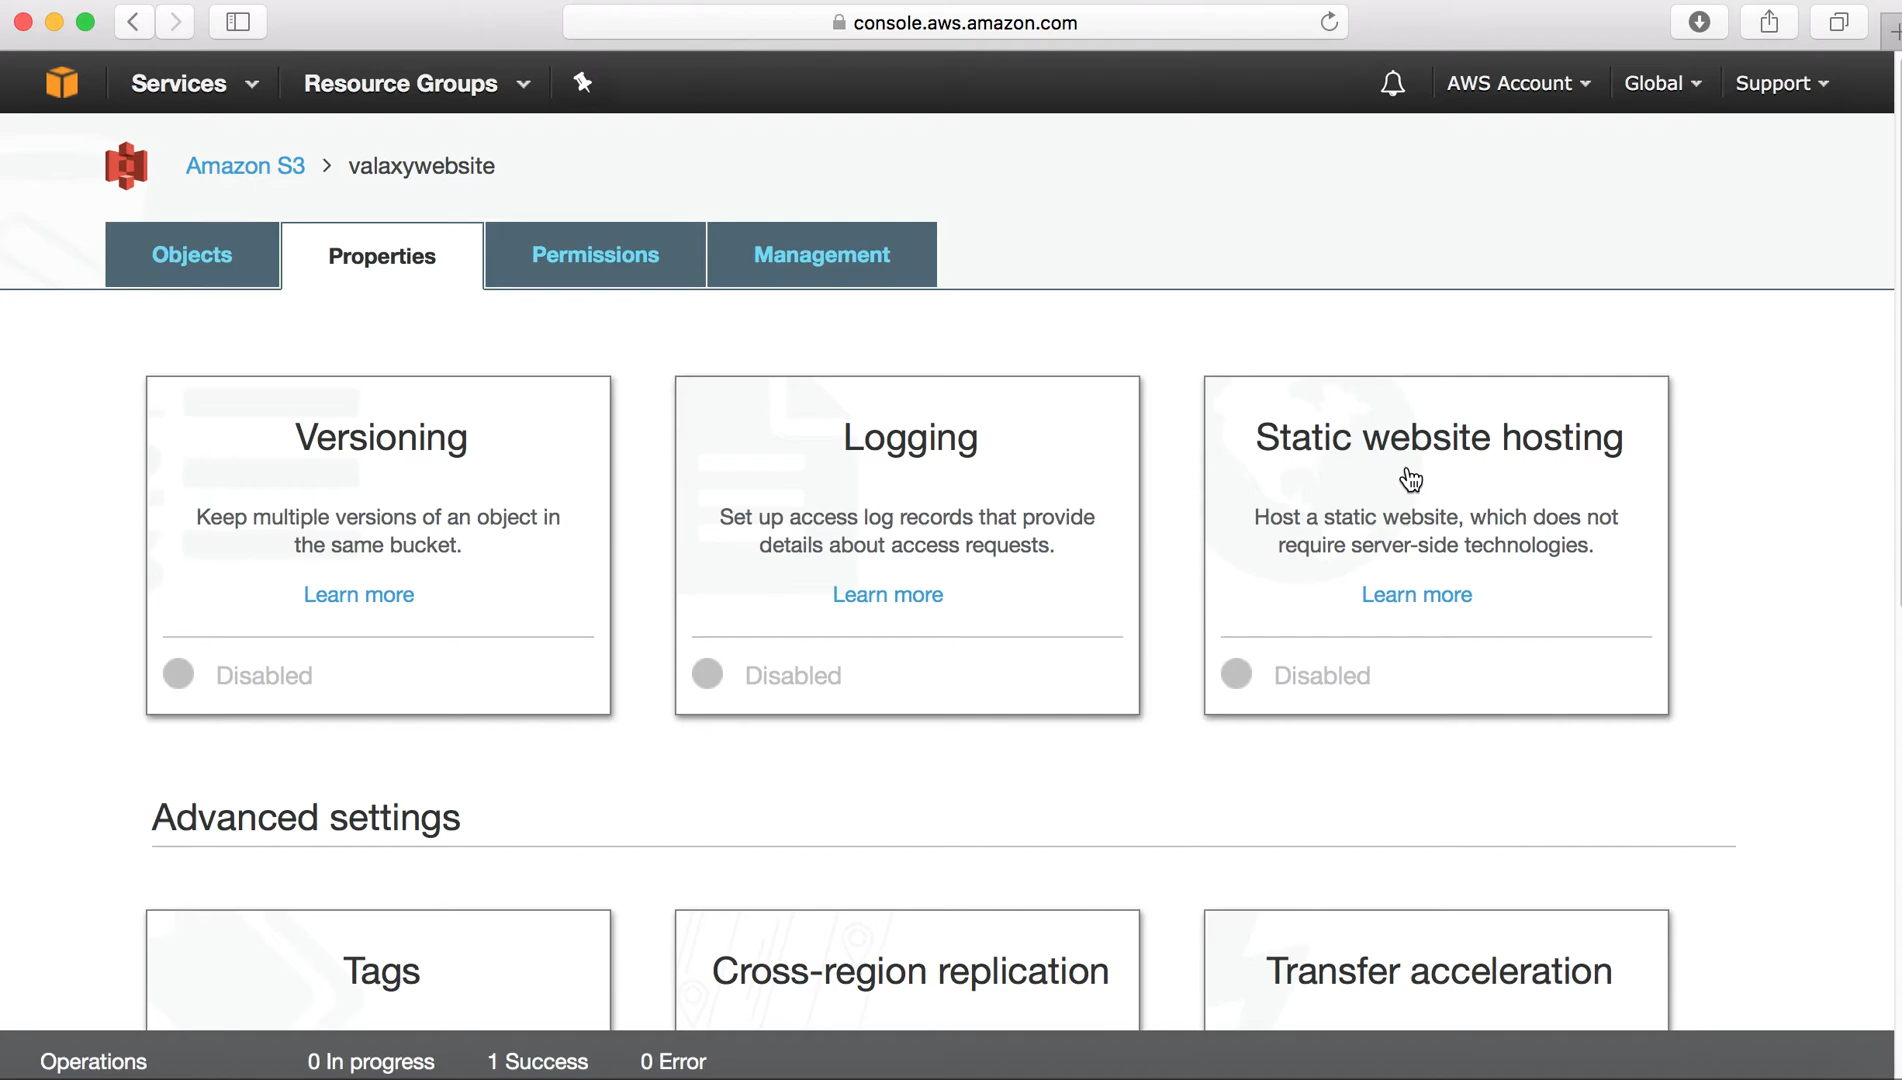 console.aws.amazon.com
Services
Resource Groups
AWS Account
Global
Support
Amazon S3 > valaxywebsite
Objects
Properties
Permissions
Management
Versioning
Keep multiple versions of an object in
the same bucket.
Learn more
Disabled
Logging
Set up access log records that provide
details about access requests.
Learn more
Disabled
Static website hosting
Host a static website, which does not
require server-side technologies.
Learn more
Disabled
Advanced settings
Tags
Cross-region replication
Transfer acceleration
Operations
0 In progress
1 Success
0 Error